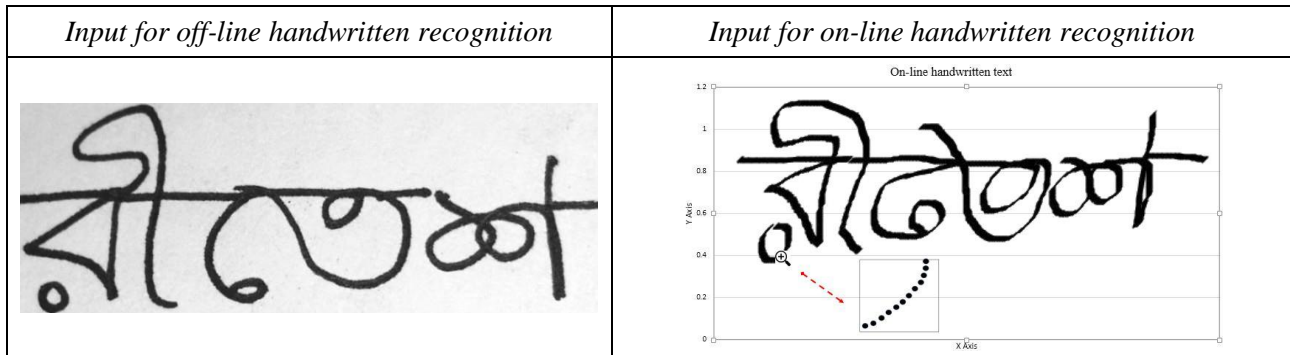 Input for off-line handwritten recognition
Input for on-line handwritten recognition
রীতেশ
On-line handwritten text
1.2
1
0.8
0.6
0.4
0.2
0
Y Axis
রীতেশ
X Axis